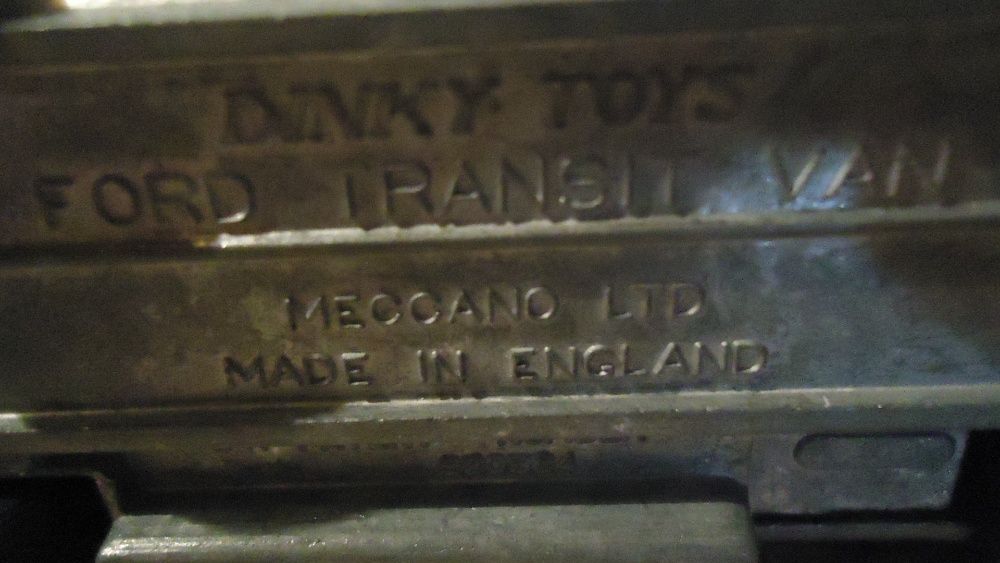 DINKY TOYS
FORD TRANSIT VAN
MECCANO LTD
MADE IN ENGLAND